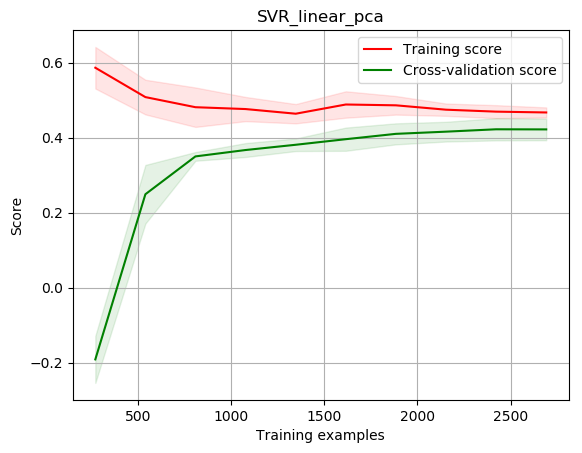 SVR_linear_pca
Training score
Cross-validation score
0.6
0.4
0.2
0.0
−0.2
Score
500
1000
1500
2000
2500
Training examples